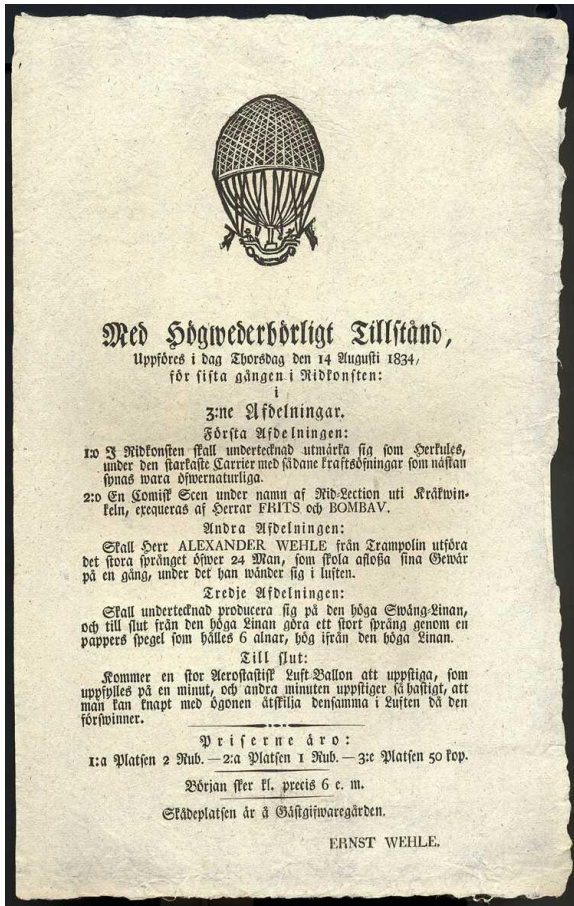 Med Högwederbörligt Tillstånd,
Uppföres i dag Thorsdag den 14 Augusti 1834,
för sista gången i Ridkonsten:
i
3:ne Afdelningar.
Första Afdelningen:
1:o I Ridkonsten skall undertecknad utmärka sig som Herkules,
under den starkaste Carrier med sådane kraftsöfningar som nästan
synas wara öfwernaturliga.
2:o En Comisk Scen under namn af Rid-Lection uti Kråkwin-
keln, exequeras af Herrar FRITS och BOMBAV.
Andra Afdelningen:
Skall Herr ALEXANDER WEHLE från Trampolin utföra
det stora språnget öfwer 24 Man, som skola aflossa sina Gewär
på en gång, under det han wänder sig i luften.
Tredje Afdelningen:
Skall undertecknad producera sig på den höga Swäng-Linan,
och till slut från den höga Linan göra ett stort språng genom en
pappers spegel som hålles 6 alnar, hög ifrån den höga Linan.
Till slut:
Kommer en stor Aerostastisk Luft-Ballon att uppstiga, som
uppfylles på en minut, och andra minuten uppstiger så hastigt, att
man kan knapt med ögonen åtskilja densamma i Luften då den
förswinner.
Priserne äro:
1:a Platsen 2 Rub. — 2:a Platsen 1 Rub. — 3:e Platsen 50 kop.
Början sker kl. precis 6 e. m.
Skådeplatsen är å Gästgifwaregården.
ERNST WEHLE.